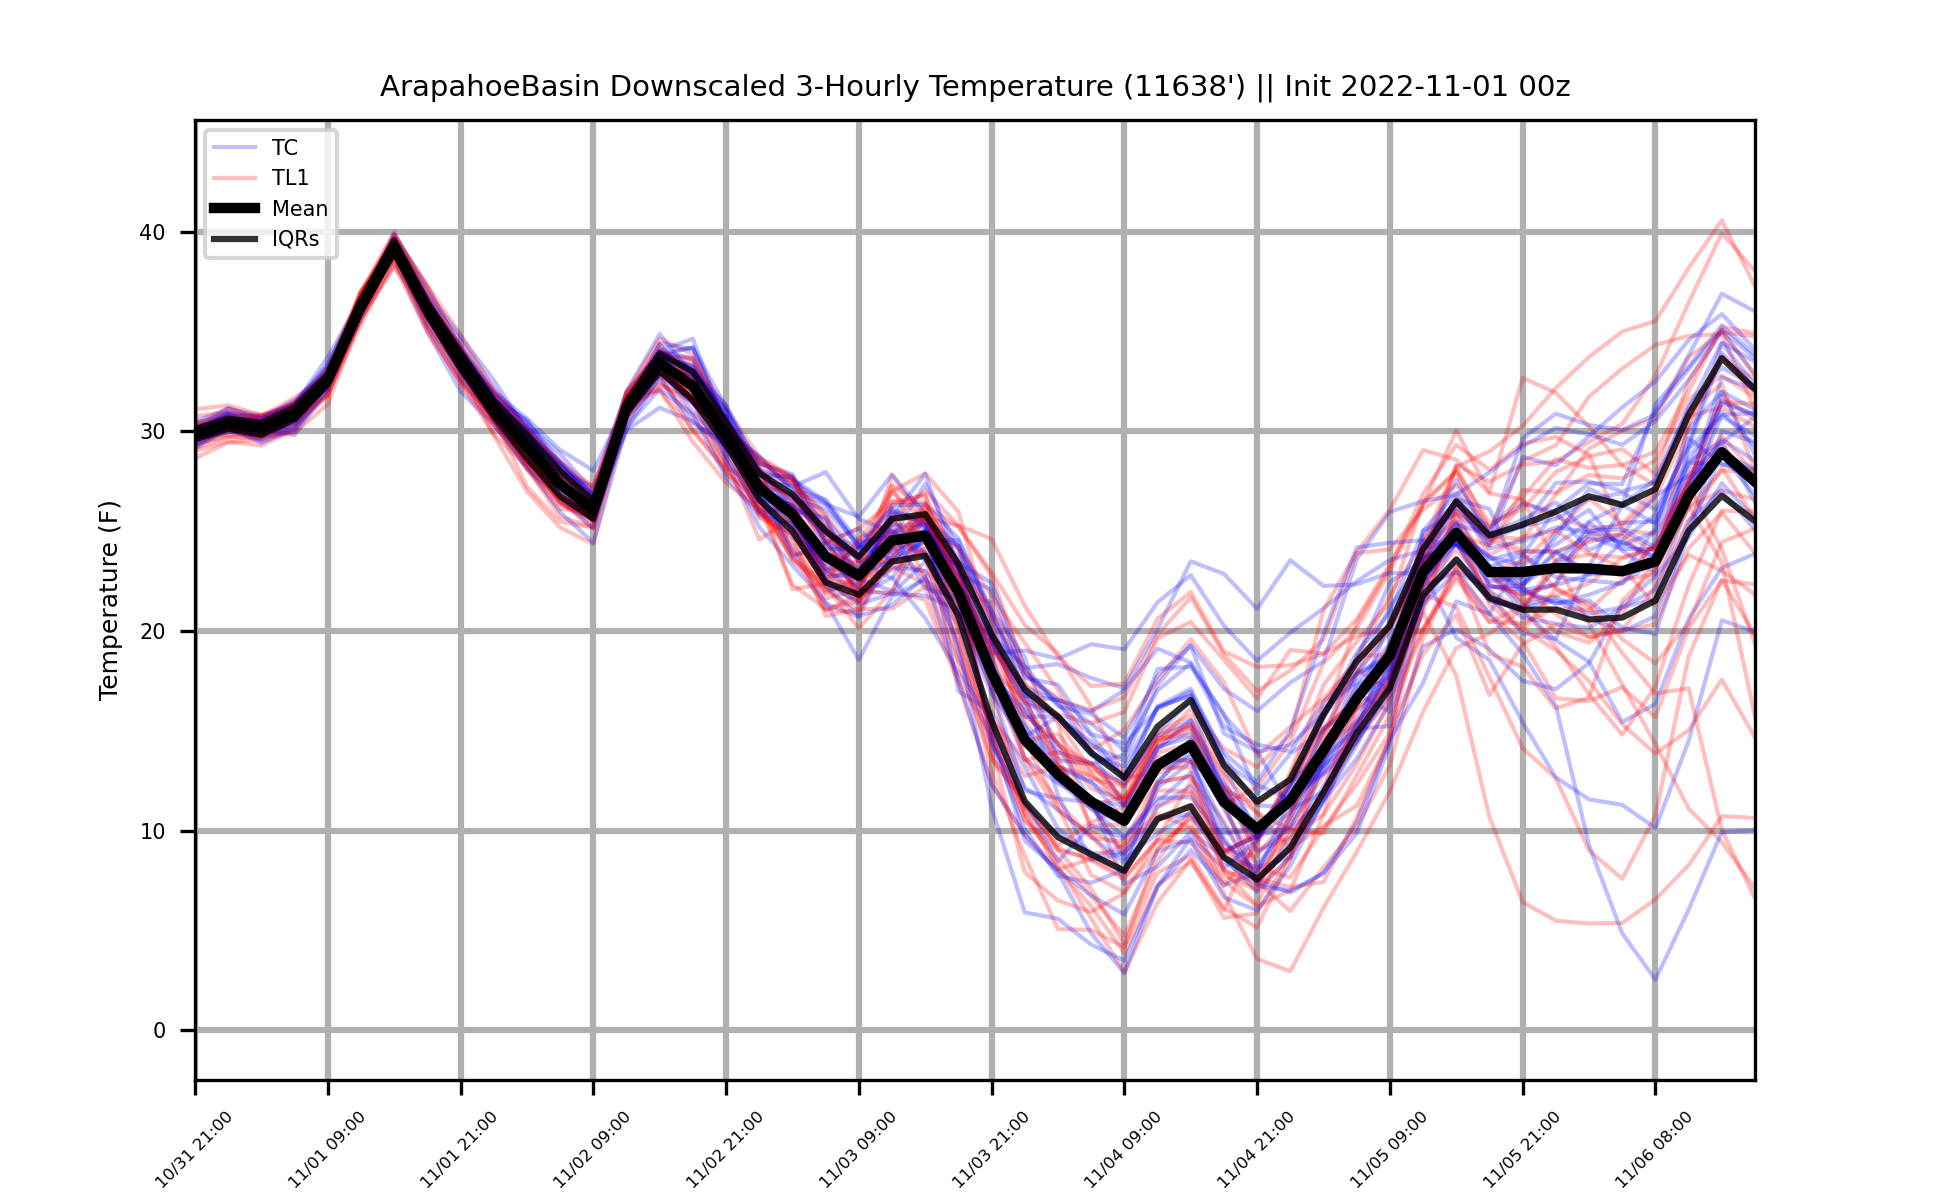 ArapahoeBasin Downscaled 3-Hourly Temperature (11638') || Init 2022-11-01 00z
TC
TL1
Mean
IQRs
Temperature (F)
40
30
20
10
0
10/31 21:00
11/01 09:00
11/01 21:00
11/02 09:00
11/02 21:00
11/03 09:00
11/03 21:00
11/04 09:00
11/04 21:00
11/05 09:00
11/05 21:00
11/06 08:00